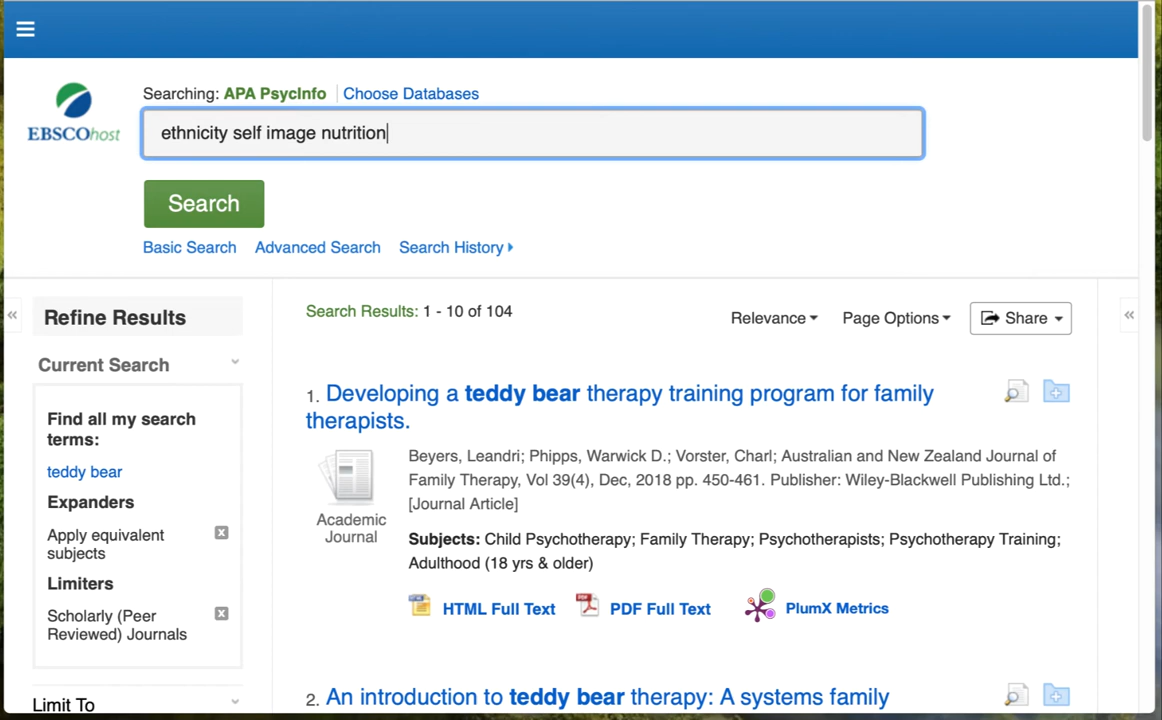 Searching: APA PsycInfo Choose Databases
EBSCOhost
ethnicity self image nutrition
Search
Basic Search Advanced Search Search History
Refine Results
Current Search
Find all my search
terms:
teddy bear
Expanders
Apply equivalent
subjects
Limiters
Scholarly (Peer
Reviewed) Journals
Limit To
Search Results: 1 - 10 of 104
Relevance Page Options Share
1. Developing a teddy bear therapy training program for family
therapists.
Academic
Journal
Beyers, Leandri; Phipps, Warwick D.; Vorster, Charl; Australian and New Zealand Journal of
Family Therapy, Vol 39(4), Dec, 2018 pp. 450-461. Publisher: Wiley-Blackwell Publishing Ltd.;
[Journal Article]
Subjects: Child Psychotherapy; Family Therapy; Psychotherapists; Psychotherapy Training;
Adulthood (18 yrs & older)
HTML Full Text PDF Full Text PlumX Metrics
2. An introduction to teddy bear therapy: A systems family